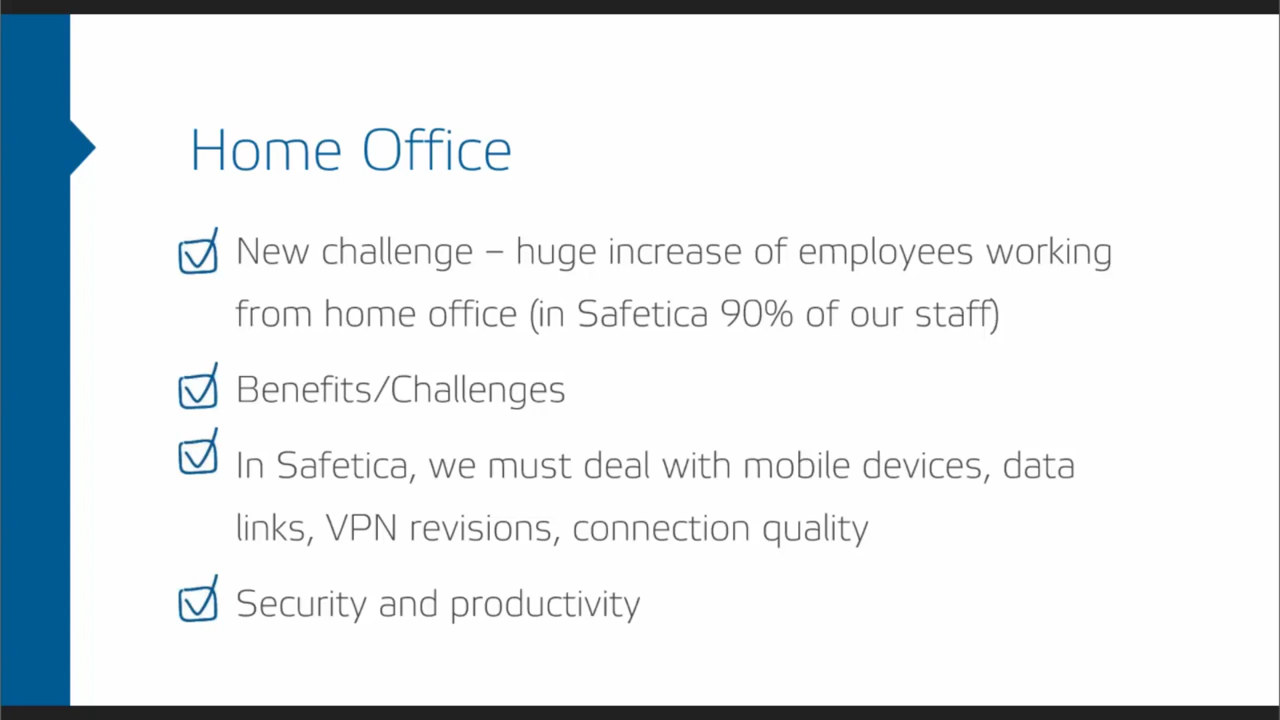 Home Office
New challenge – huge increase of employees working
from home office (in Safetica 90% of our staff)
Benefits/Challenges
In Safetica, we must deal with mobile devices, data
links, VPN revisions, connection quality
Security and productivity